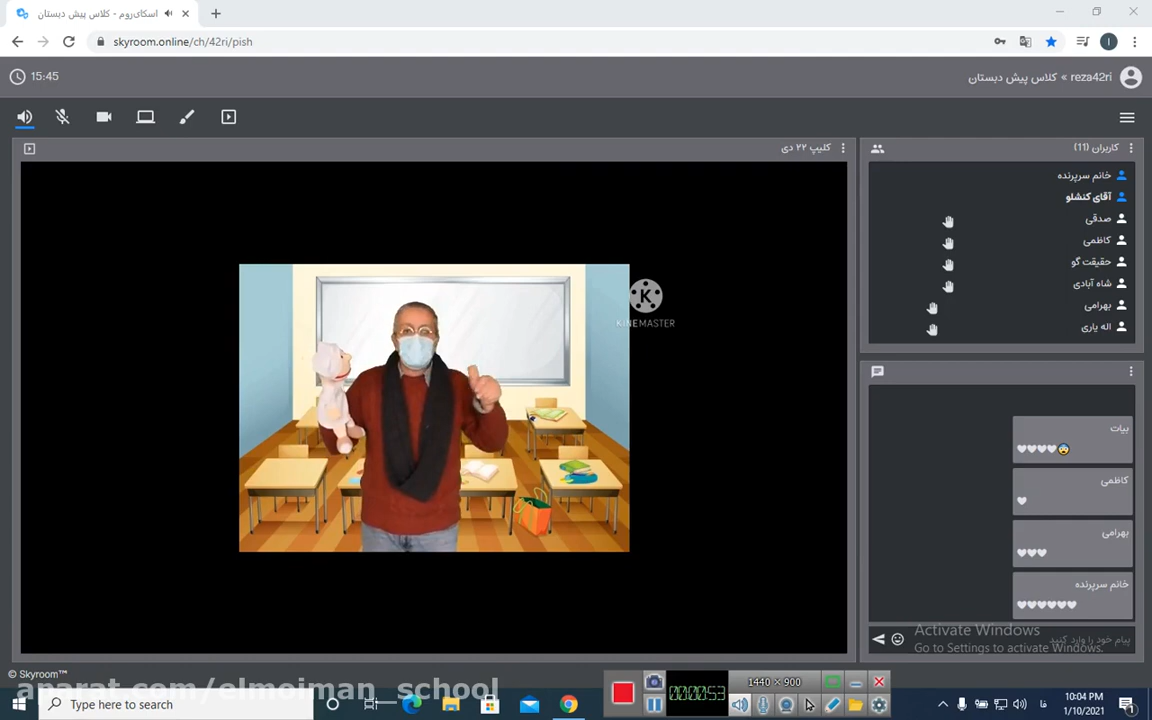 اسکای‌روم - کلاس پیش دبستان
skyroom.online/ch/42ri/pish
15:45
reza42ri » کلاس پیش دبستان
کلیپ ۲۲ دی
کاربران (11)
خانم سرپرنده
آقای کنشلو
صدقی
کاظمی
حقیقت گو
شاه آبادی
بهرامی
اله یاری
KINEMASTER
بیات
کاظمی
بهرامی
خانم سرپرنده
پیام خود را وارد کنید
Activate Windows
Go to Settings to activate Windows.
© Skyroom™
aparat.com/elmoiman_school
1440 × 900
000053
Type here to search
فا
10:04 PM
1/10/2021